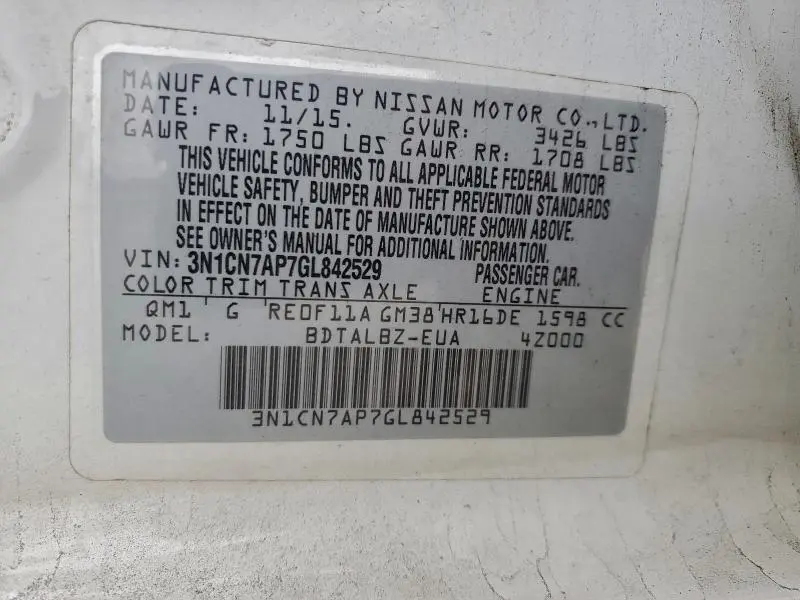 MANUFACTURED BY NISSAN MOTOR CO.,LTD.
DATE: 11/15. GVWR: 3426 LBS
GAWR FR: 1750 LBS GAWR RR: 1708 LBS
THIS VEHICLE CONFORMS TO ALL APPLICABLE FEDERAL MOTOR
VEHICLE SAFETY, BUMPER AND THEFT PREVENTION STANDARDS
IN EFFECT ON THE DATE OF MANUFACTURE SHOWN ABOVE.
SEE OWNER'S MANUAL FOR ADDITIONAL INFORMATION.
VIN: 3N1CN7AP7GL842529 PASSENGER CAR.
COLOR TRIM TRANS AXLE ENGINE
QM1 G RE0F11A GM38 HR16DE 1598 CC
MODEL: BDTALBZ-EUA 4Z000
3N1CN7AP7GL842529